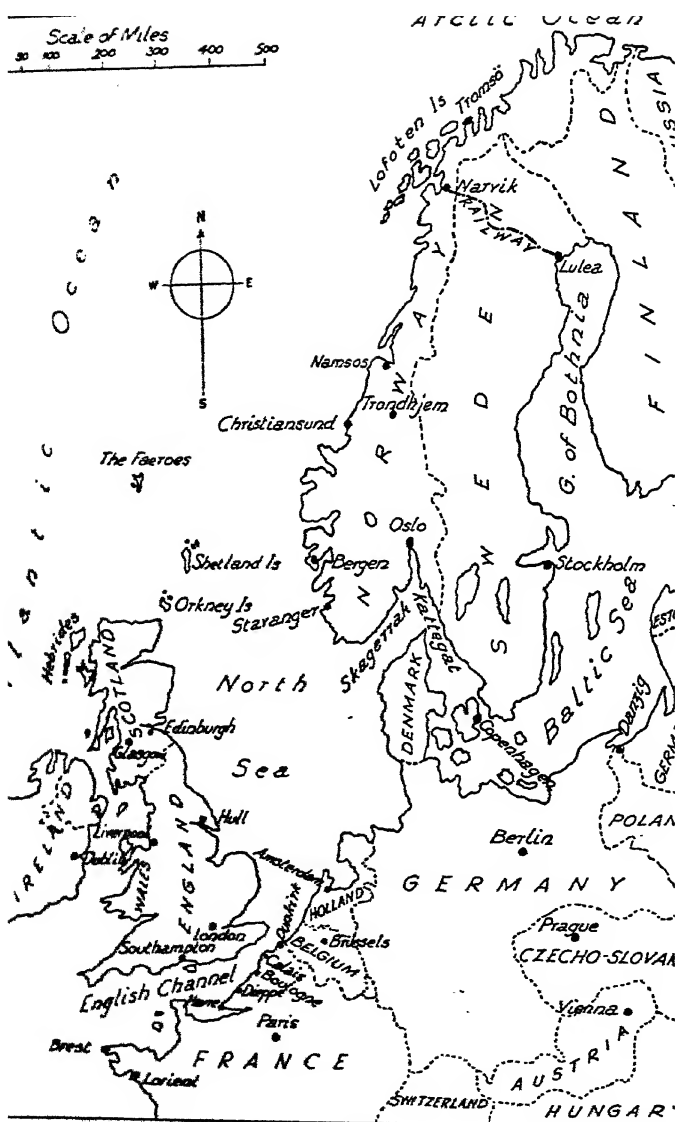 Arctic Ocean
Scale of Miles
50 100 200 300 400 500
Lofoten Is
Tromsö
Narvik
RAILWAY
Lulea
FINLAND
Ocean
N
W E
S
NORWAY
SWEDEN
G. of Bothnia
Namsos
Trondhjem
Christiansund
The Faeroes
Oslo
Shetland Is
Bergen
Stockholm
Orkney Is
Stavanger
Skagerrak
Kattagat
Hebrides
SCOTLAND
North
Sea
DENMARK
Copenhagen
Baltic Sea
Danzig
Edinburgh
Glasgow
IRELAND
Hull
Liverpool
Dublin
WALES
ENGLAND
POLAN
Berlin
GERMANY
Amsterdam
HOLLAND
Dunkirk
London
Southampton
BELGIUM
Brussels
Calais
Boulogne
Dieppe
Havre
English Channel
Prague
CZECHO-SLOVAK
Paris
Vienna
Brest
Lorient
FRANCE
AUSTRIA
SWITZERLAND
HUNGARY